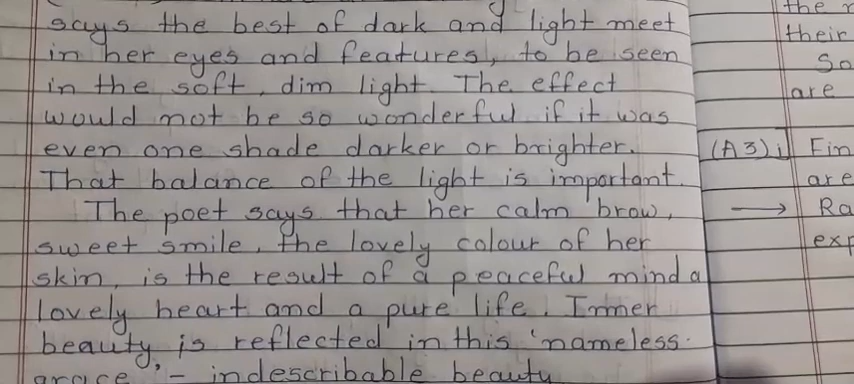 says the best of dark and light meet
in her eyes and features, to be seen
in the soft, dim light. The effect
would not be so wonderful if it was
even one shade darker or brighter.
That balance of the light is important.
The poet says that her calm brow,
sweet smile, the lovely colour of her
skin, is the result of a peaceful mind a
lovely heart and a pure life. Inner
beauty is reflected in this 'nameless
grace' - indescribable beauty
the
their
So
are
(A3) i] Fin
are
→ Ra
exp